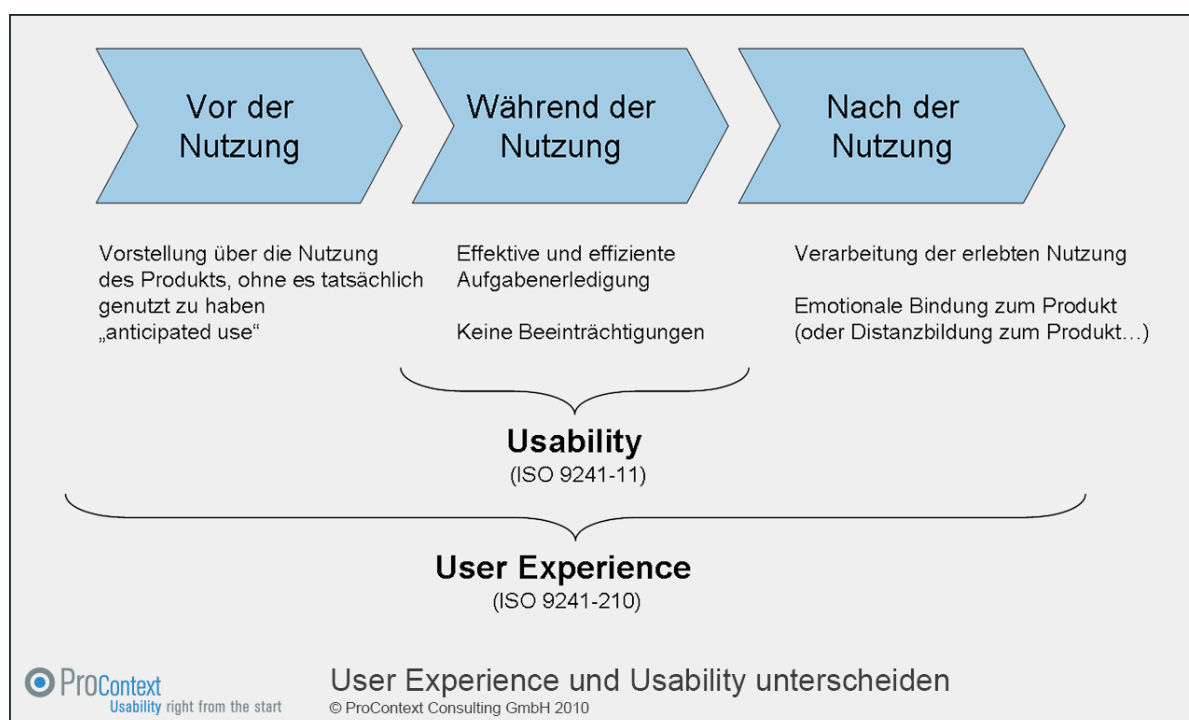 Vor der
Nutzung
Während der
Nutzung
Nach der
Nutzung
Vorstellung über die Nutzung
des Produkts, ohne es tatsächlich
genutzt zu haben
„anticipated use“
Effektive und effiziente
Aufgabenerledigung
Keine Beeinträchtigungen
Verarbeitung der erlebten Nutzung
Emotionale Bindung zum Produkt
(oder Distanzbildung zum Produkt…)
Usability
(ISO 9241-11)
User Experience
(ISO 9241-210)
ProContext
Usability right from the start
User Experience und Usability unterscheiden
© ProContext Consulting GmbH 2010